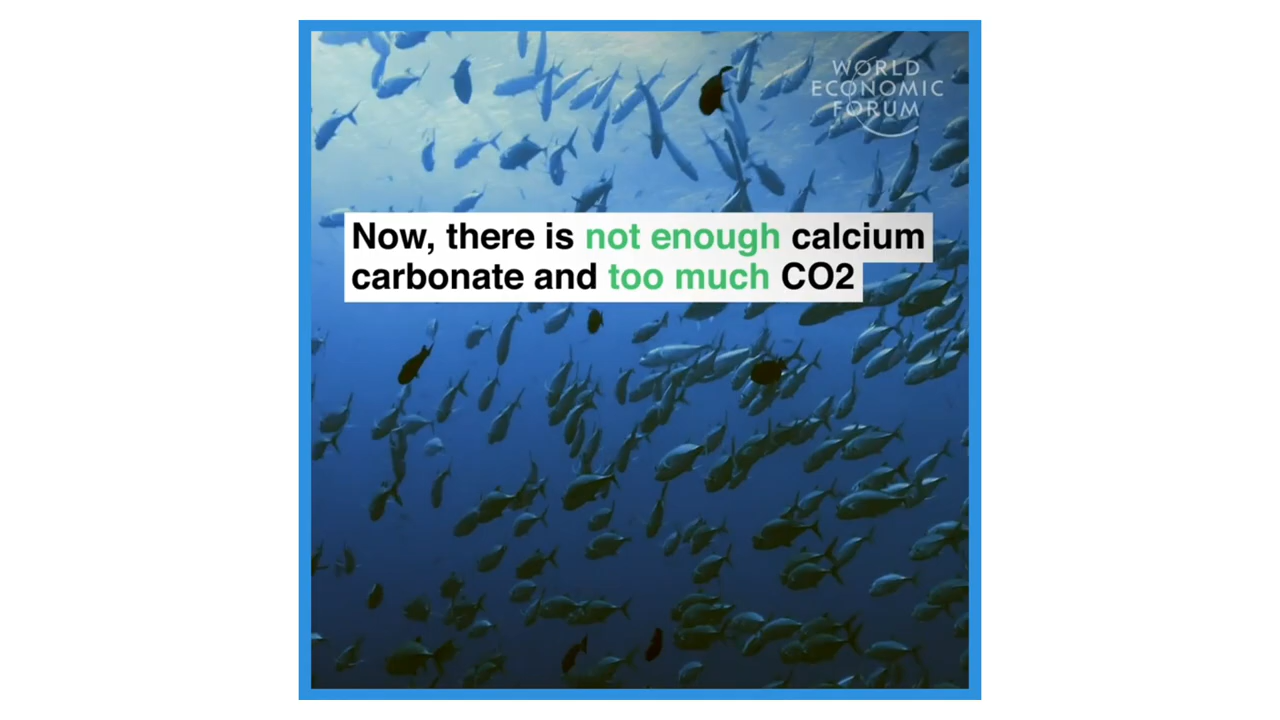 WORLD
ECONOMIC
FORUM
Now, there is not enough calcium
carbonate and too much CO2